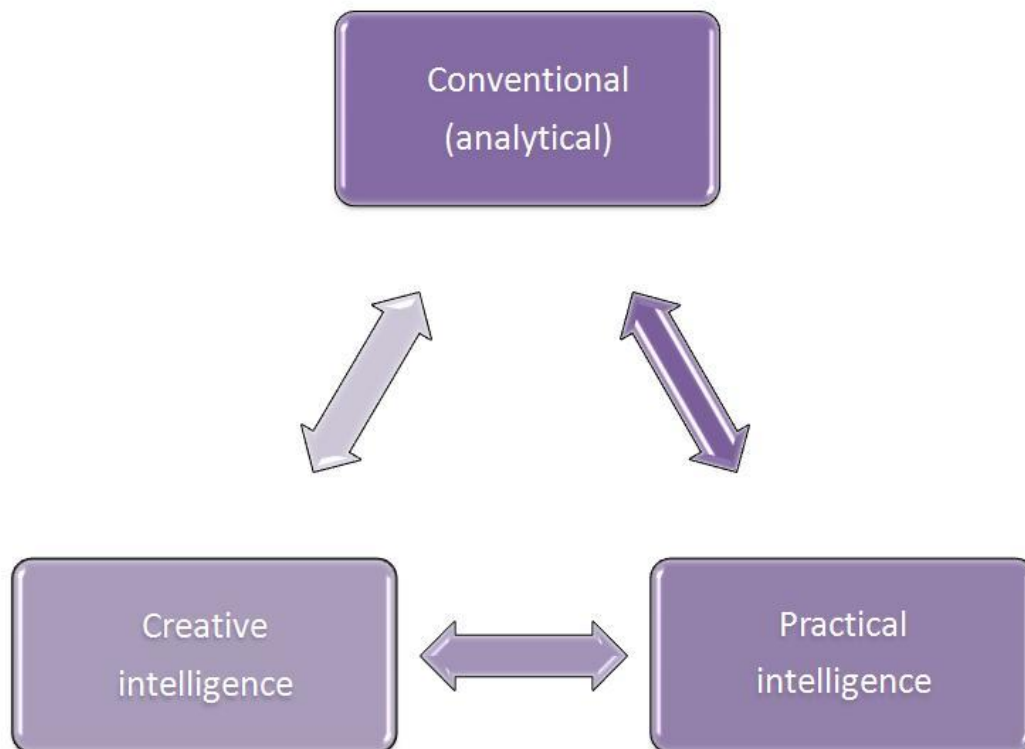 Conventional
(analytical)
Creative
intelligence
Practical
intelligence